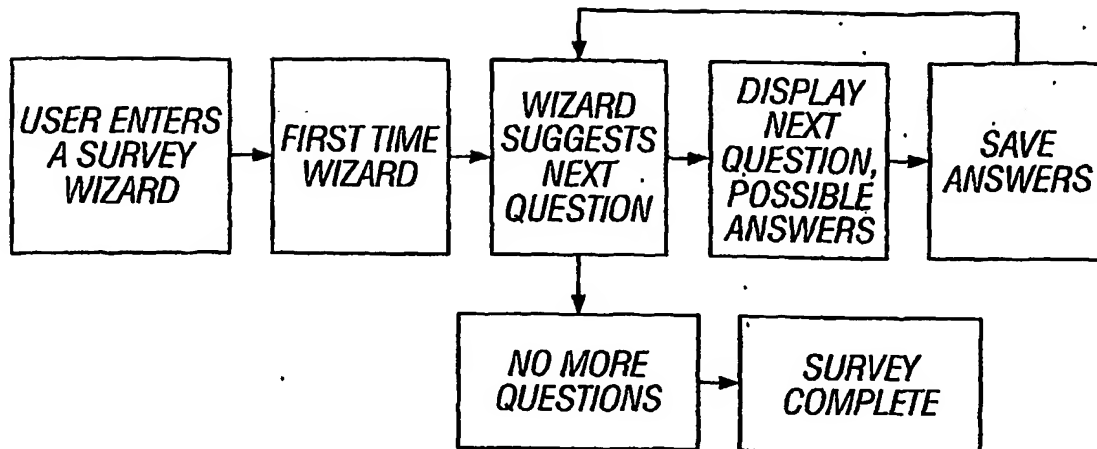 USER ENTERS
A SURVEY
WIZARD
FIRST TIME
WIZARD
WIZARD
SUGGESTS
NEXT
QUESTION
DISPLAY
NEXT
QUESTION,
POSSIBLE
ANSWERS
SAVE
ANSWERS
NO MORE
QUESTIONS
SURVEY
COMPLETE